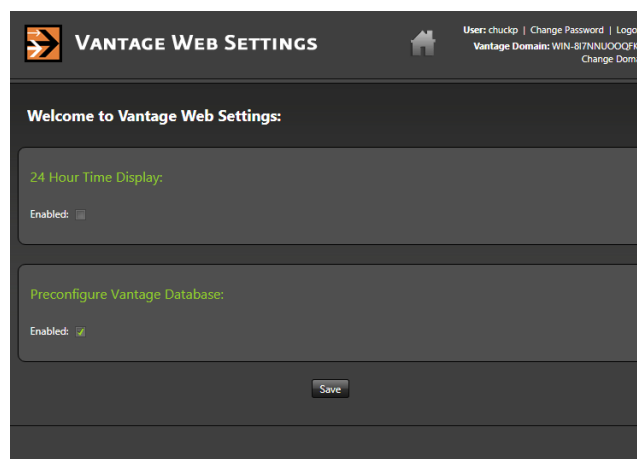 VANTAGE WEB SETTINGS
User: chuckp | Change Password | Logo
Vantage Domain: WIN-8I7NNUOOQFK
Change Doma
Welcome to Vantage Web Settings:
24 Hour Time Display:
Enabled:
Preconfigure Vantage Database:
Enabled:
Save